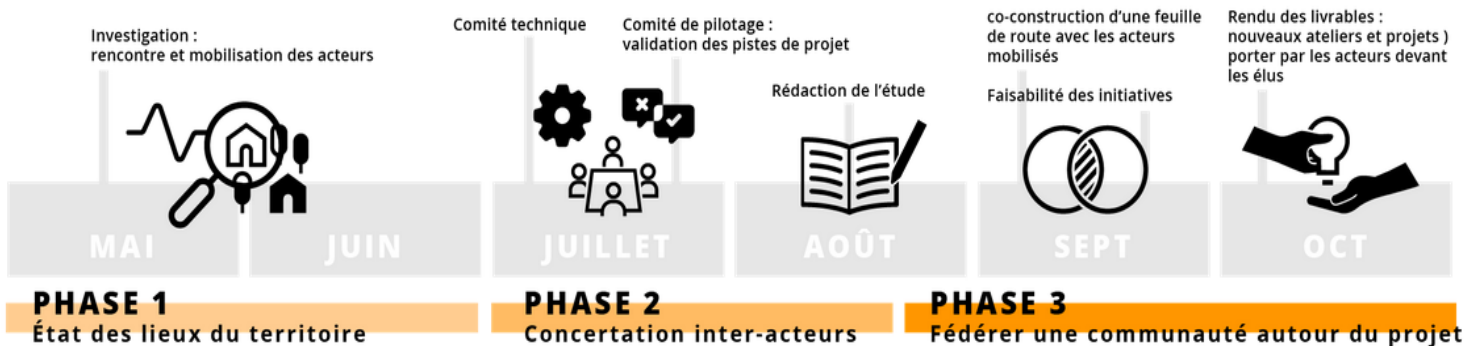 Investigation :
rencontre et mobilisation des acteurs
Comité technique
Comité de pilotage :
validation des pistes de projet
Rédaction de l'étude
co-construction d'une feuille
de route avec les acteurs
mobilisés
Faisabilité des initiatives
Rendu des livrables :
nouveaux ateliers et projets )
porter par les acteurs devant
les élus
MAI
JUIN
JUILLET
AOÛT
SEPT
OCT
PHASE 1
État des lieux du territoire
PHASE 2
Concertation inter-acteurs
PHASE 3
Fédérer une communauté autour du projet